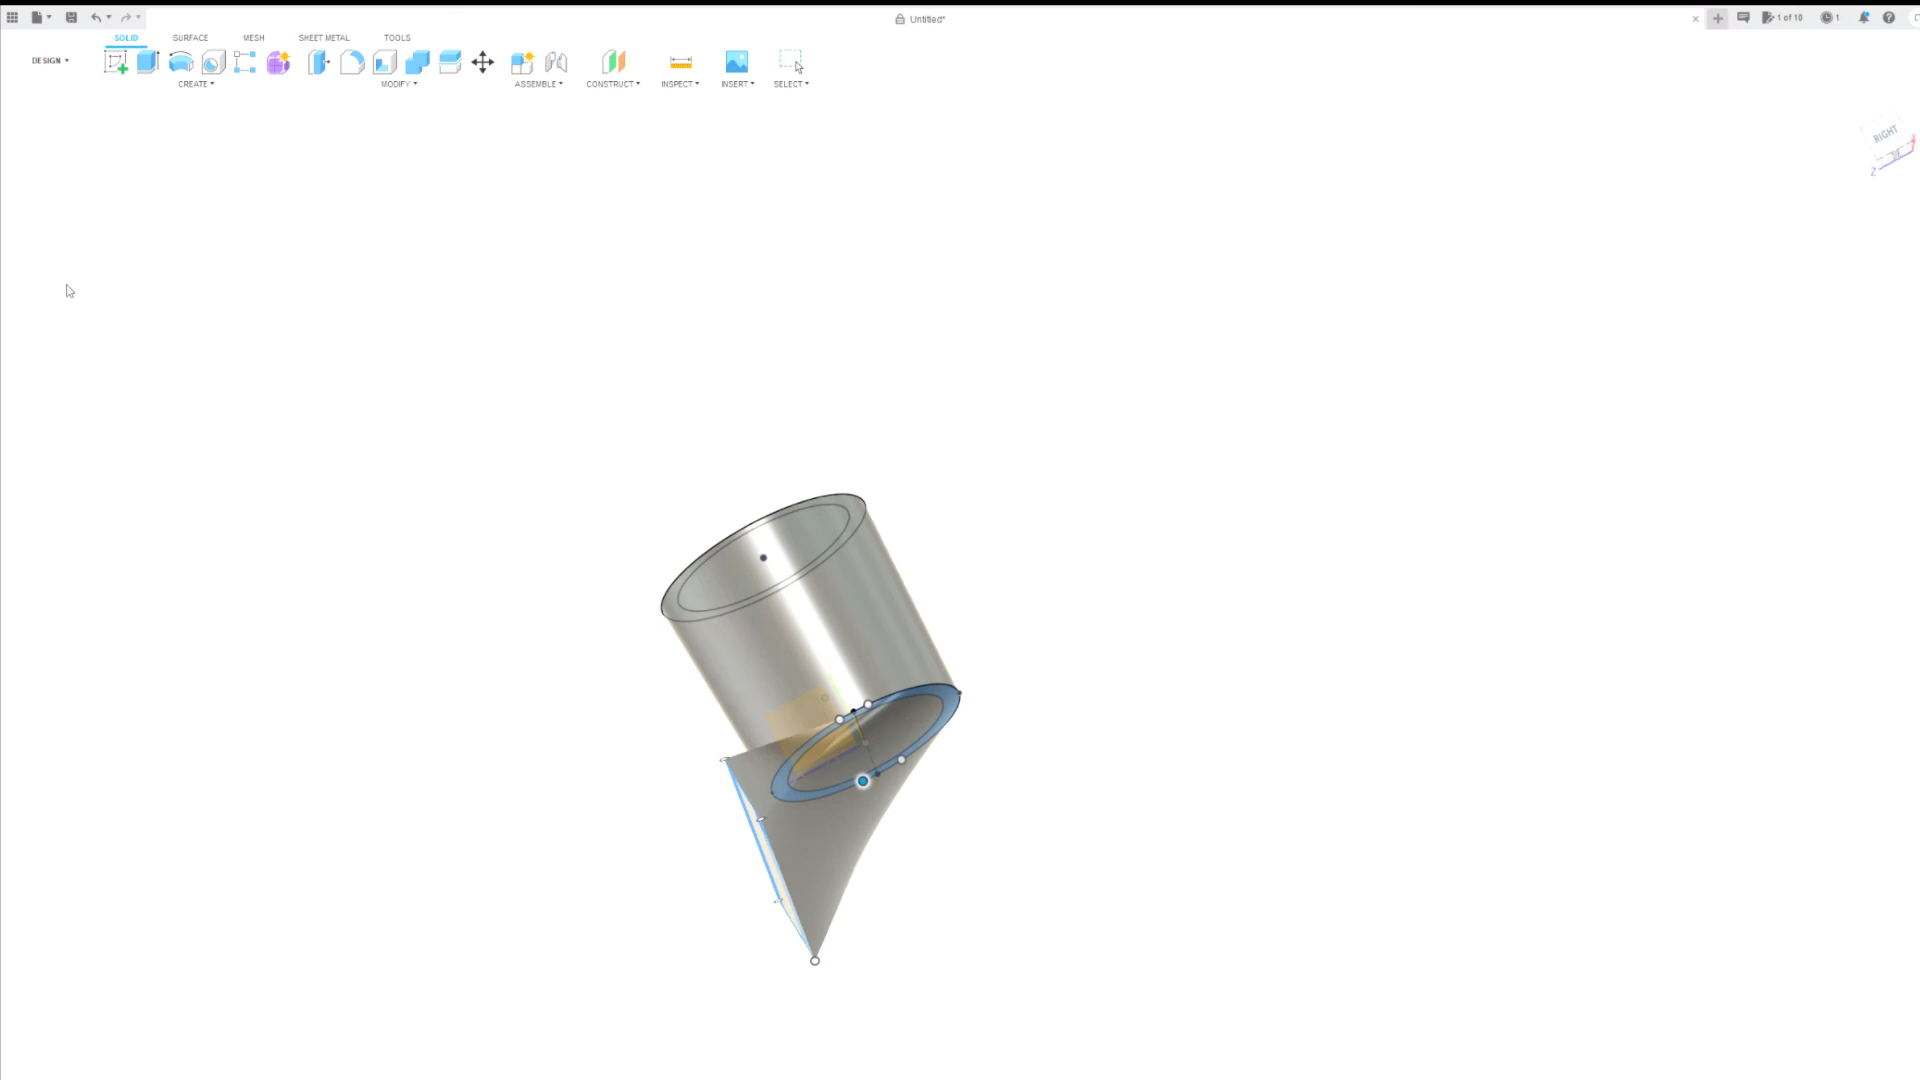 Untitled*
1 of 10
1
SOLID SURFACE MESH SHEET METAL TOOLS
DESIGN
CREATE MODIFY ASSEMBLE CONSTRUCT INSPECT INSERT SELECT
RIGHT
Z